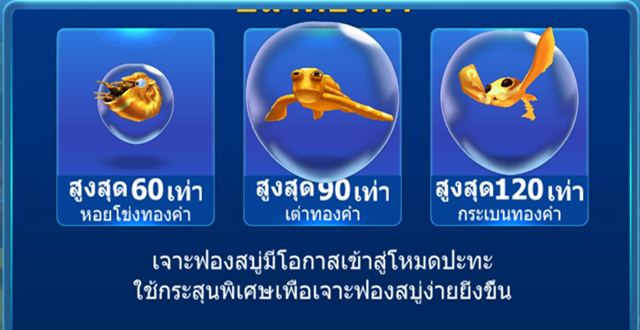 สูงสุด 60 เท่า
หอยโข่งทองคำ
สูงสุด 90 เท่า
เต่าทองคำ
สูงสุด 120 เท่า
กระเบนทองคำ
เจาะฟองสบู่มีโอกาสเข้าสู่โหมดปะทะ
ใช้กระสุนพิเศษเพื่อเจาะฟองสบู่ง่ายยิ่งขึ้น